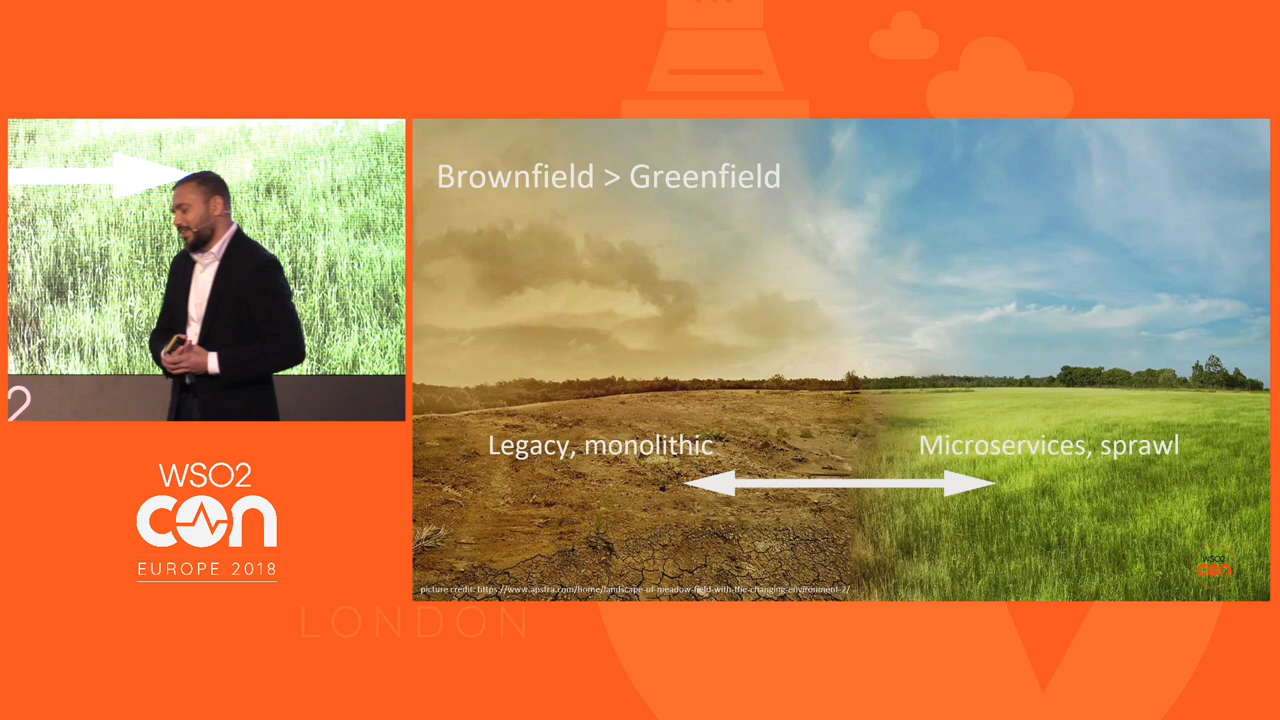 Brownfield > Greenfield
Legacy, monolithic
Microservices, sprawl
WSO2
con
picture credit: https://www.apstra.com/home/landscape-of-meadow-field-with-the-changing-environment-2/
2
WSO2
con
EUROPE 2018
LONDON